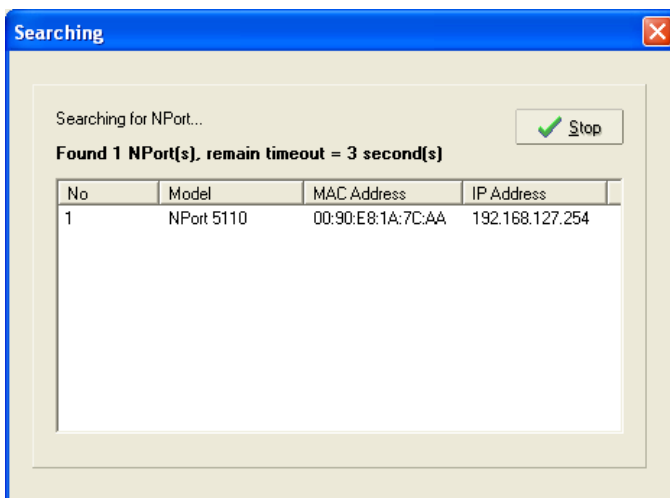 Searching
Searching for NPort...
Stop
Found 1 NPort(s), remain timeout = 3 second(s)
No Model MAC Address IP Address
1 NPort 5110 00:90:E8:1A:7C:AA 192.168.127.254